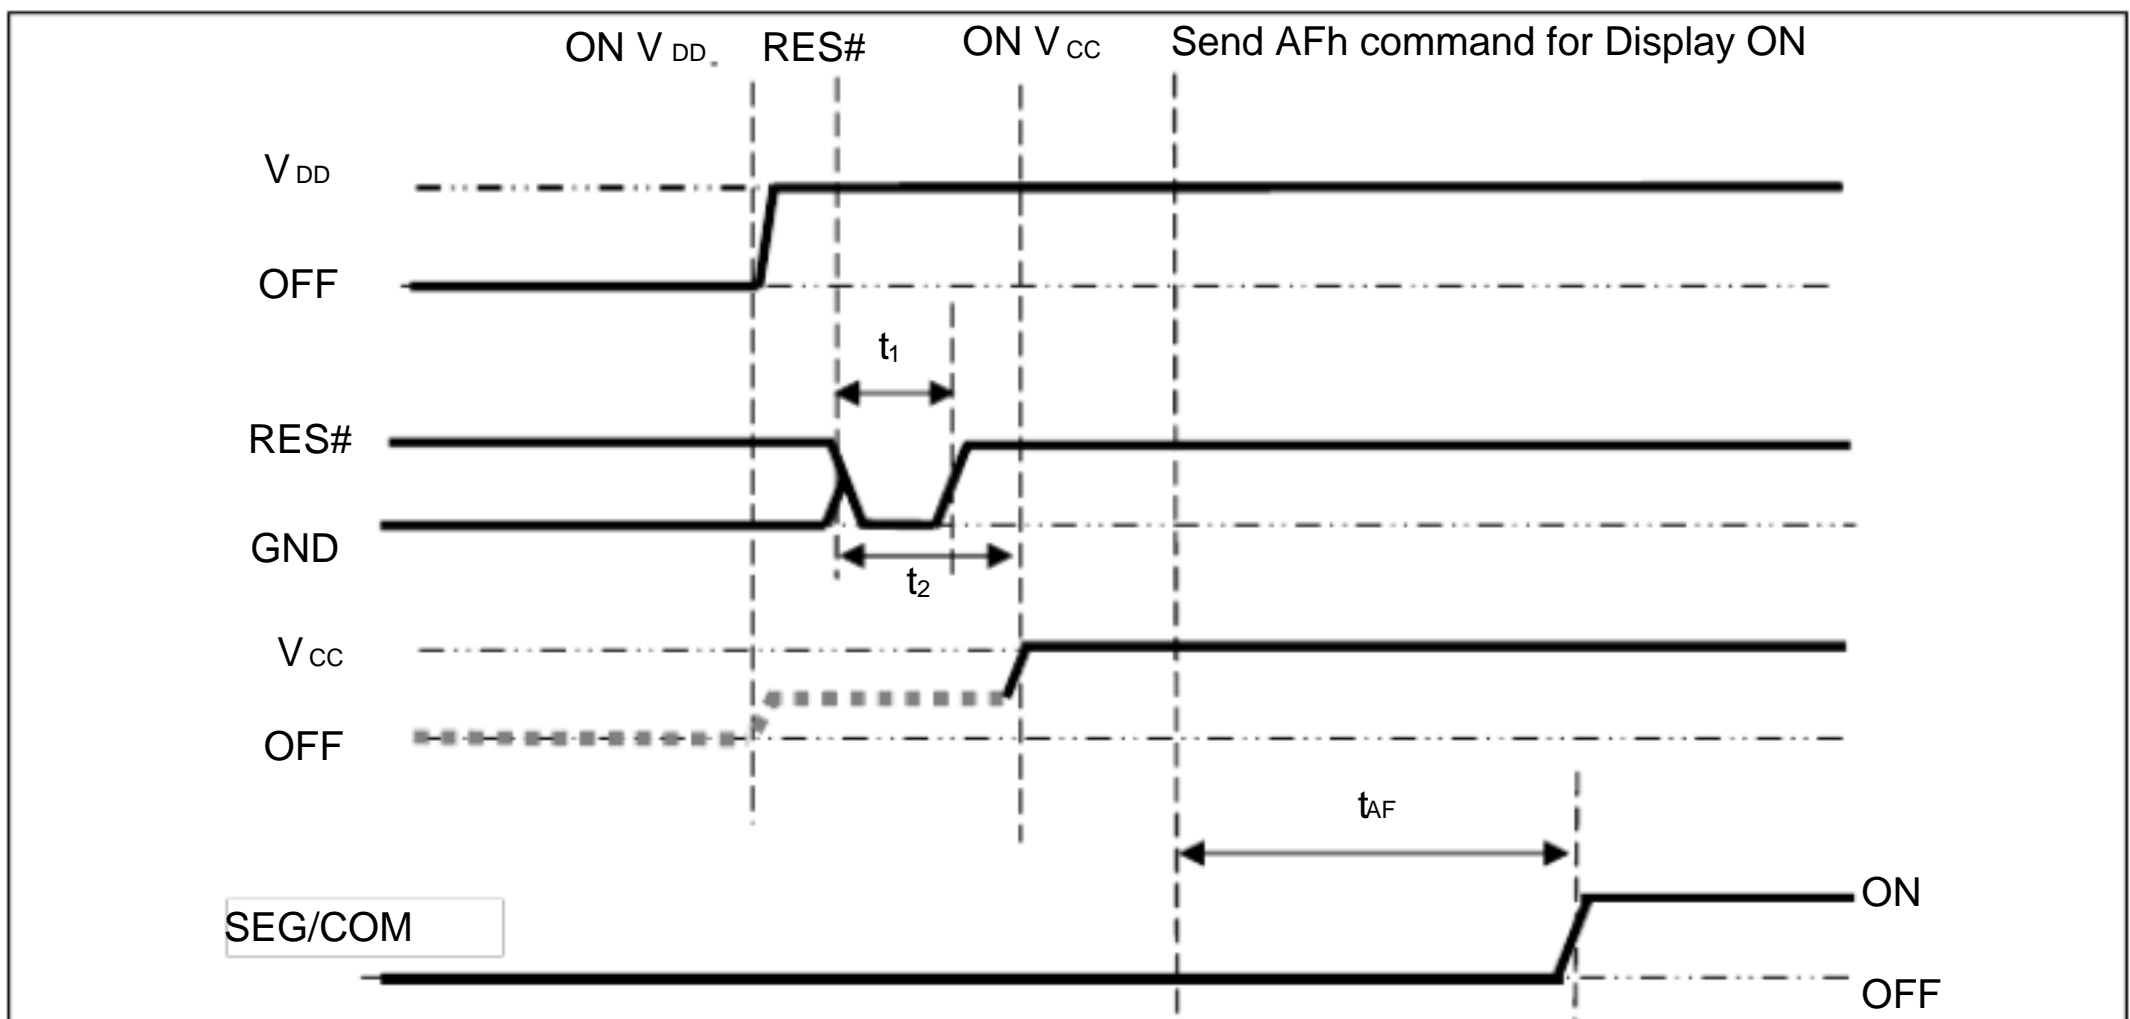 ON V DD. RES# ON V CC Send AFh command for Display ON
V DD
OFF
t1
RES#
GND
t2
V CC
OFF
tAF
ON
SEG/COM
OFF